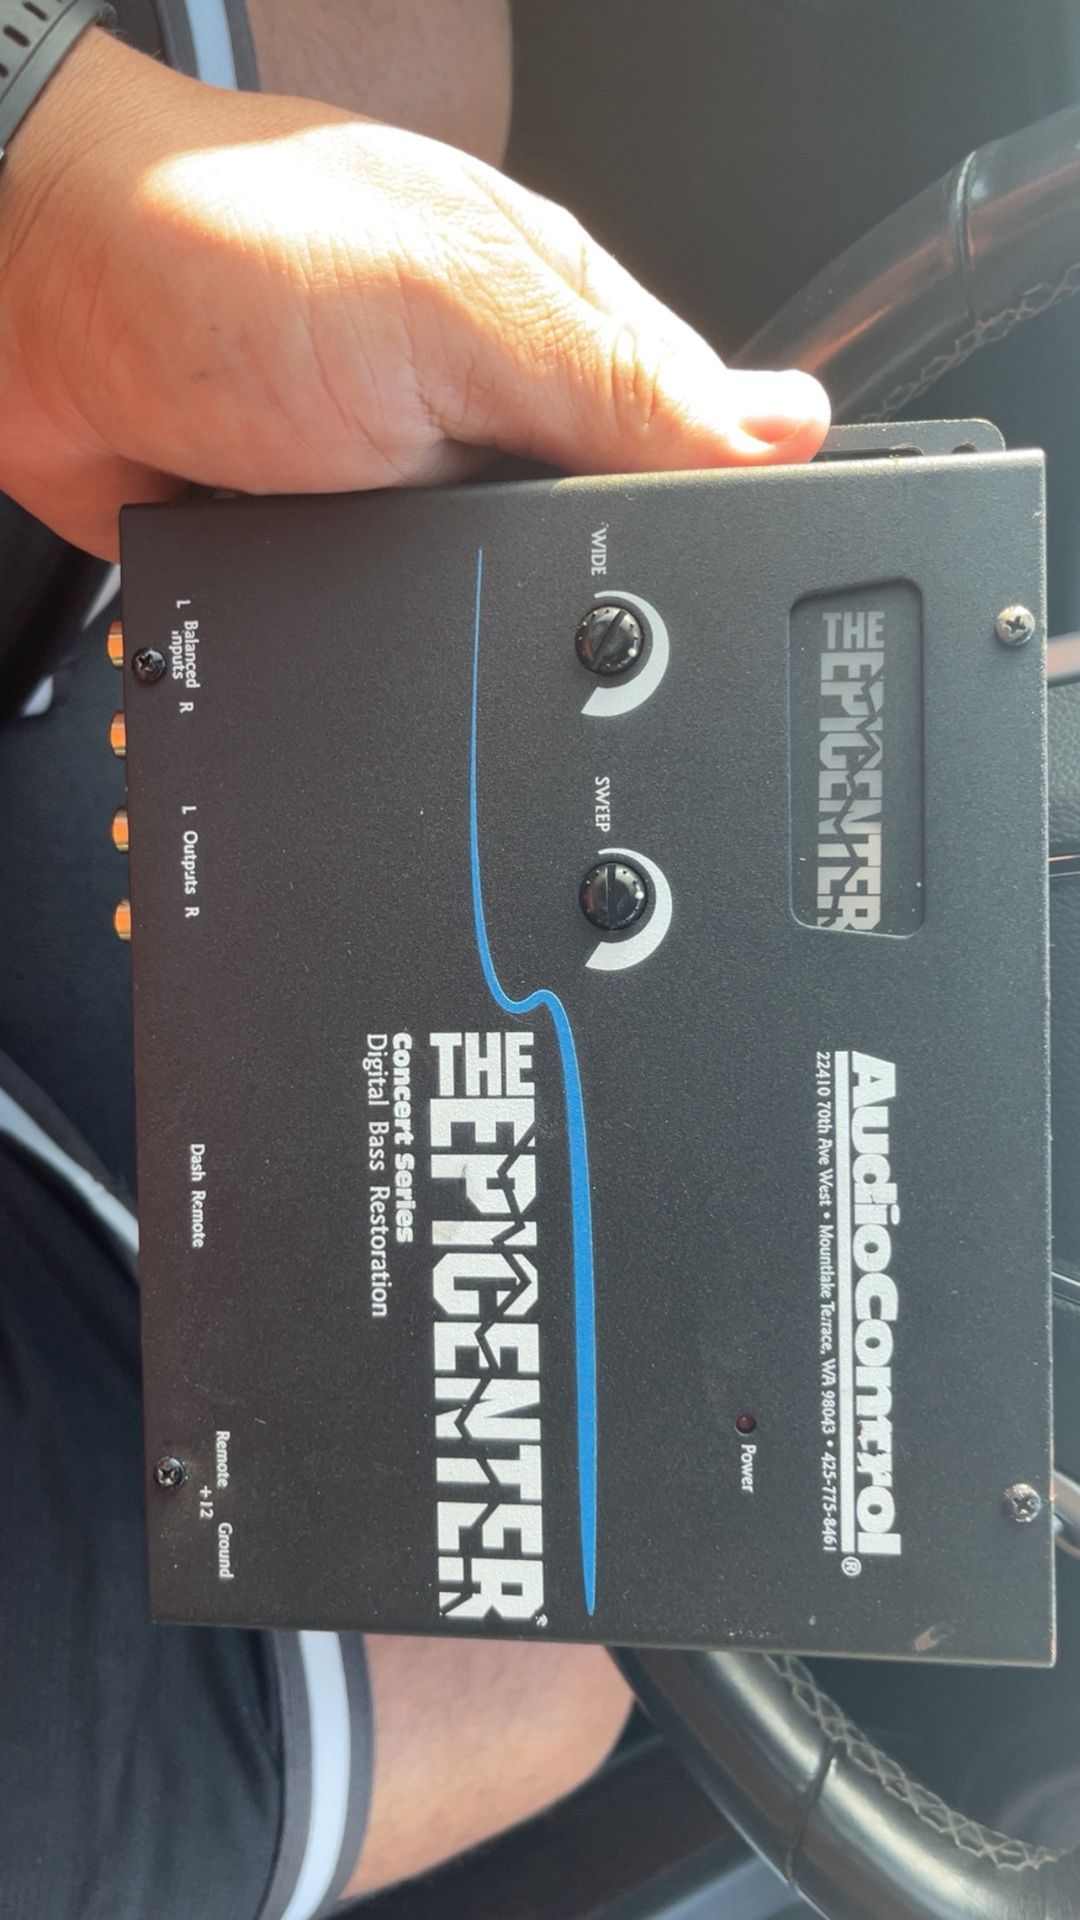 AudioControl®
22410 70th Ave West • Mountlake Terrace, WA 98043 • 425-775-8461
THE EPICENTER
Power
WIDE
SWEEP
THE EPICENTER®
Concert Series
Digital Bass Restoration
L Balanced R
Inputs
L Outputs R
Dash Remote
Remote Ground
+12